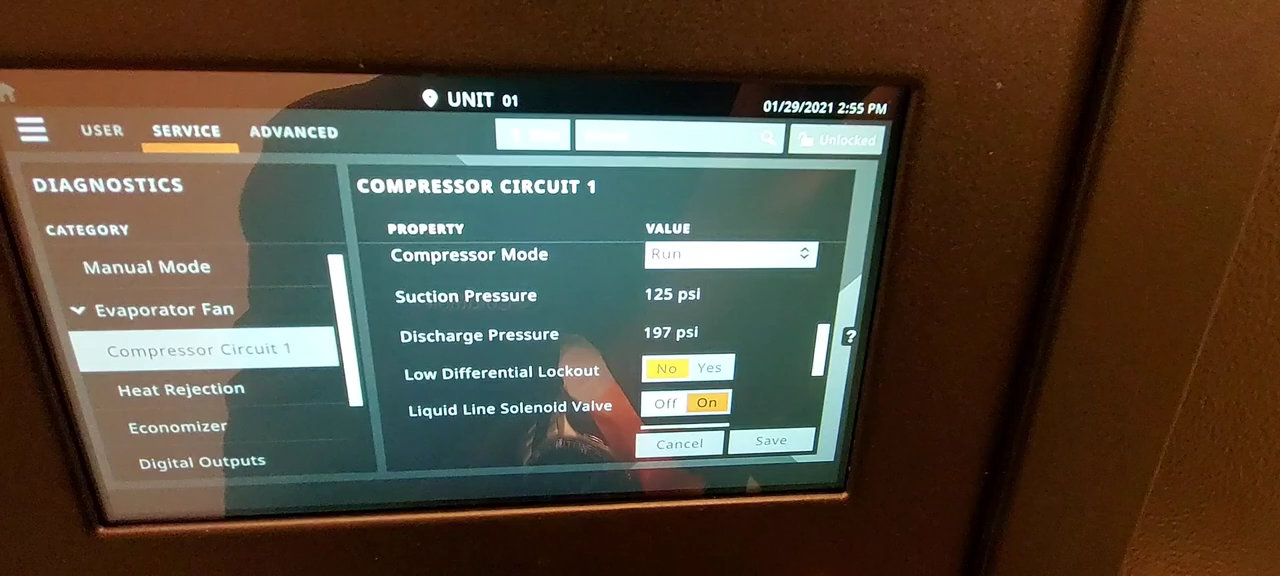 UNIT 01
01/29/2021 2:55 PM
USER SERVICE ADVANCED
Unlocked
DIAGNOSTICS
CATEGORY
Manual Mode
Evaporator Fan
Compressor Circuit 1
Heat Rejection
Economizer
Digital Outputs
COMPRESSOR CIRCUIT 1
PROPERTY VALUE
Compressor Mode Run
Suction Pressure 125 psi
Discharge Pressure 197 psi
Low Differential Lockout No Yes
Liquid Line Solenoid Valve Off On
Cancel Save
?